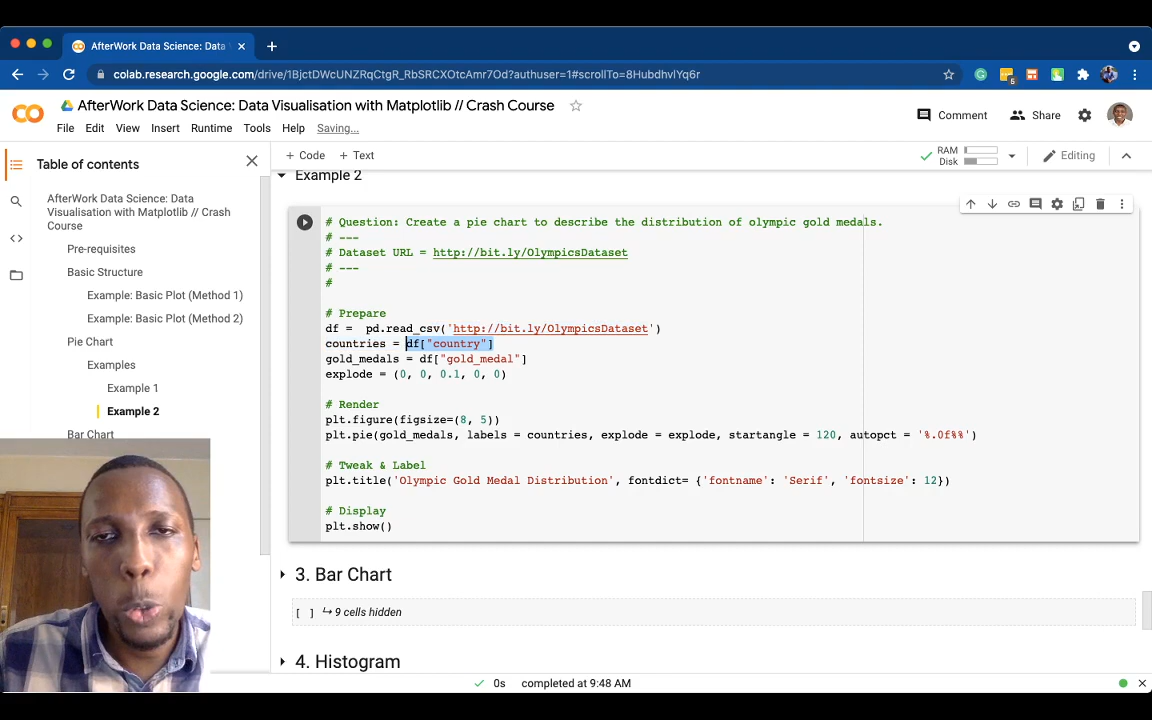 AfterWork Data Science: Data
colab.research.google.com/drive/1BjctDWcUNZRqCtgR_RbSRCXOtcAmr7Od?authuser=1#scrollTo=8HubdhvlYq6r
6
AfterWork Data Science: Data Visualisation with Matplotlib // Crash Course
File Edit View Insert Runtime Tools Help Saving...
Comment Share
+ Code + Text
RAM
Disk
Editing
Table of contents
AfterWork Data Science: Data
Visualisation with Matplotlib // Crash
Course
Pre-requisites
Basic Structure
Example: Basic Plot (Method 1)
Example: Basic Plot (Method 2)
Pie Chart
Examples
Example 1
Example 2
Bar Chart
Example 2
# Question: Create a pie chart to describe the distribution of olympic gold medals.
# ---
# Dataset URL = http://bit.ly/OlympicsDataset
# ---
#
# Prepare
df =  pd.read_csv('http://bit.ly/OlympicsDataset')
countries = df["country"]
gold_medals = df["gold_medal"]
explode = (0, 0, 0.1, 0, 0)
# Render
plt.figure(figsize=(8, 5))
plt.pie(gold_medals, labels = countries, explode = explode, startangle = 120, autopct = '%.0f%%')
# Tweak & Label
plt.title('Olympic Gold Medal Distribution', fontdict= {'fontname': 'Serif', 'fontsize': 12})
# Display
plt.show()
3. Bar Chart
[ ] 9 cells hidden
4. Histogram
0s completed at 9:48 AM